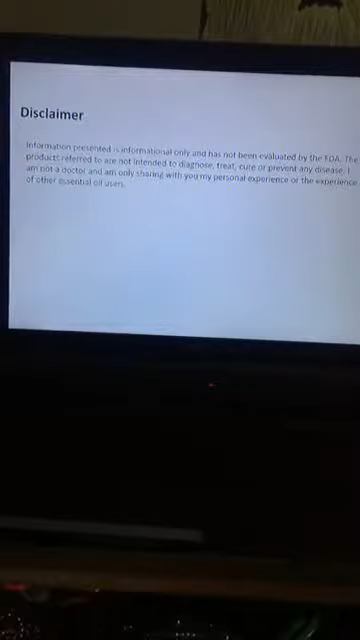 Disclaimer
Information presented is informational only and has not been evaluated by the FDA. The
products referred to are not intended to diagnose, treat, cure or prevent any disease. I
am not a doctor and am only sharing with you my personal experience or the experience
of other essential oil users.